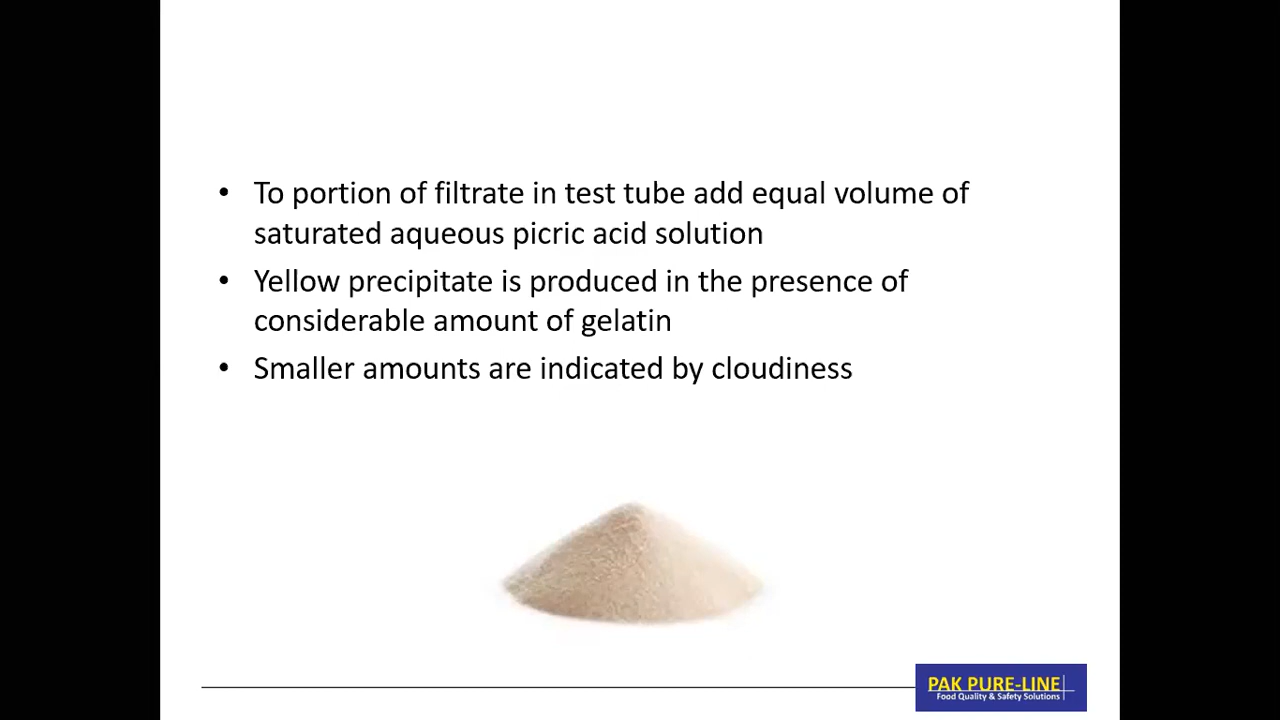 • To portion of filtrate in test tube add equal volume of
saturated aqueous picric acid solution
• Yellow precipitate is produced in the presence of
considerable amount of gelatin
• Smaller amounts are indicated by cloudiness
PAK PURE-LINE
Food Quality & Safety Solutions